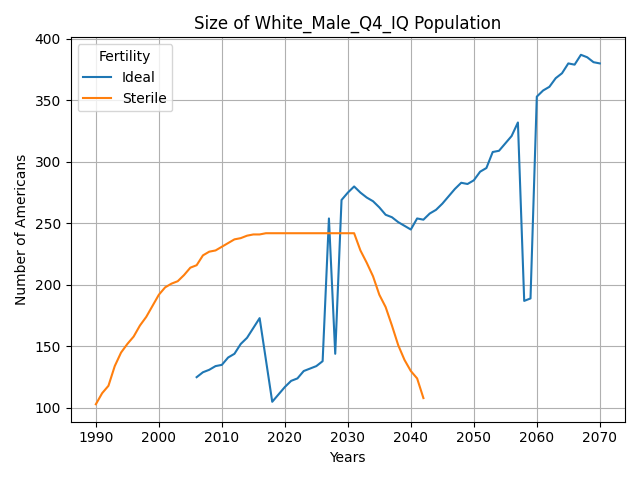 Size of White_Male_Q4_IQ Population
Number of Americans
400
350
300
250
200
150
100
Fertility
Ideal
Sterile
1990 2000 2010 2020 2030 2040 2050 2060 2070
Years